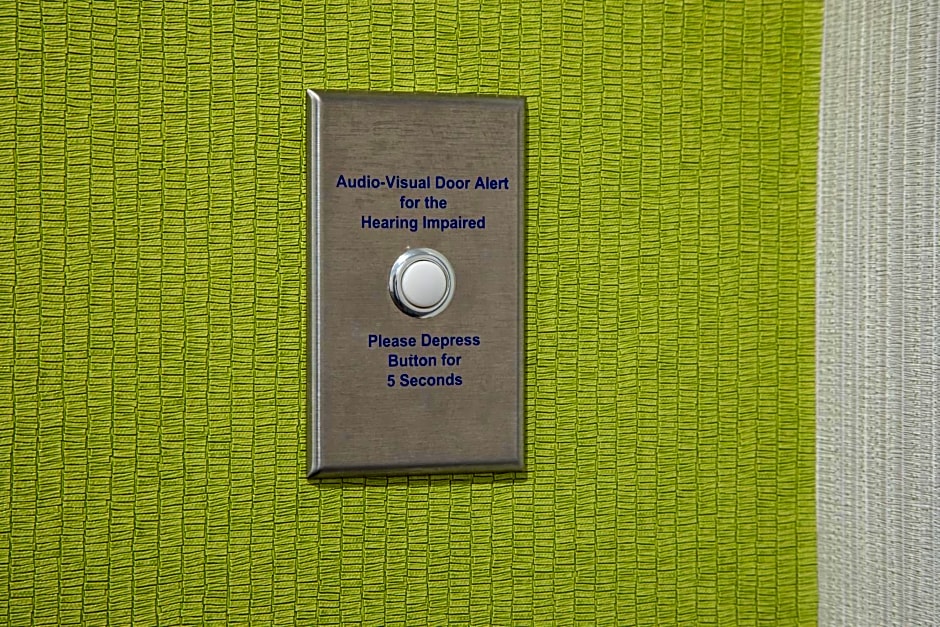 Audio-Visual Door Alert
for the
Hearing Impaired
Please Depress
Button for
5 Seconds